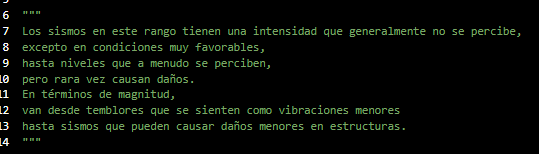 6 """
7 Los sismos en este rango tienen una intensidad que generalmente no se percibe,
8 excepto en condiciones muy favorables,
9 hasta niveles que a menudo se perciben,
10 pero rara vez causan daños.
11 En términos de magnitud,
12 van desde temblores que se sienten como vibraciones menores
13 hasta sismos que pueden causar daños menores en estructuras.
14 """